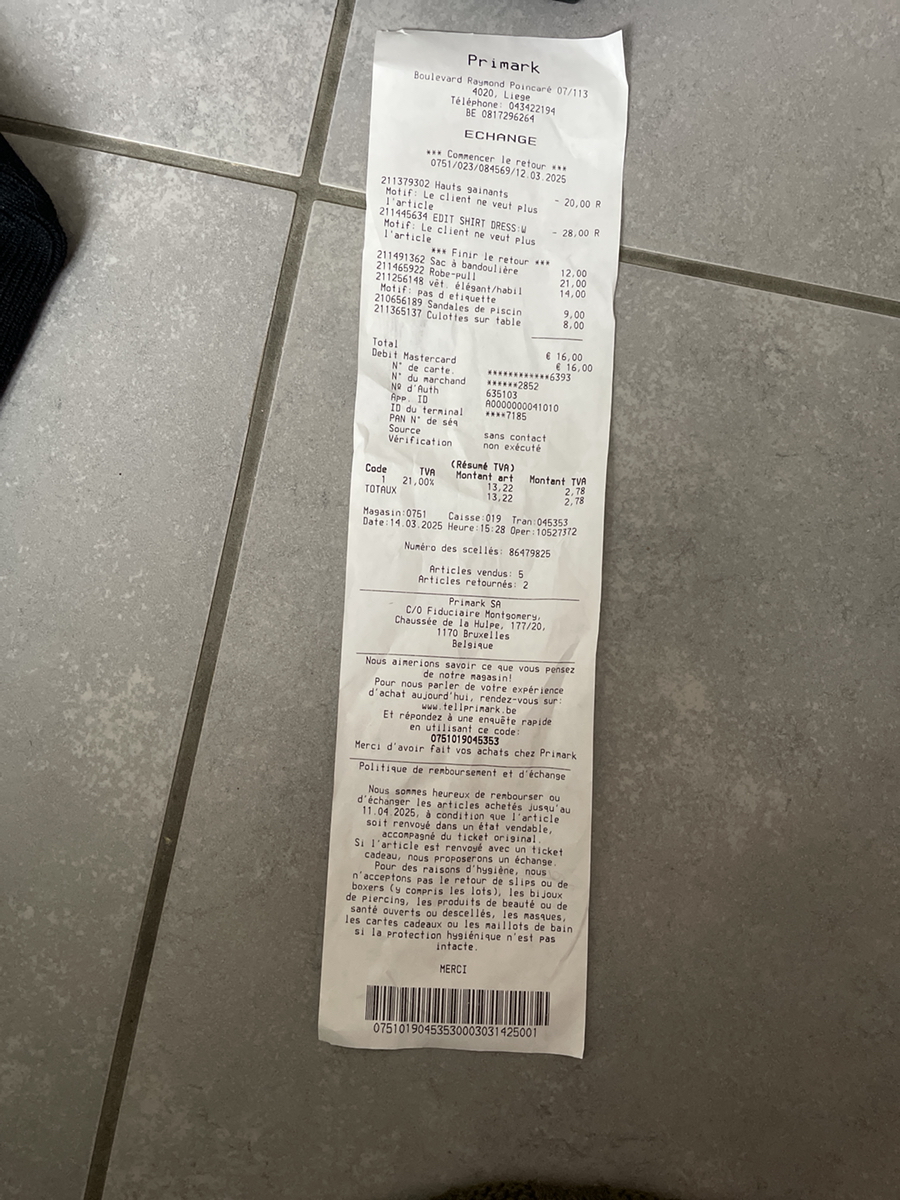 Primark
Boulevard Raymond Poincaré 07/113
4020, Liege
Téléphone: 043422194
BE 0817296264
ECHANGE
*** Commencer le retour ***
0751/023/084569/12.03.2025
211379302 Hauts gainants - 20,00 R
Motif: Le client ne veut plus
l'article
211445634 EDIT SHIRT DRESS:W - 28,00 R
Motif: Le client ne veut plus
l'article
*** Finir le retour ***
211491362 Sac à bandoulière 12,00
211465922 Robe-pull 21,00
211256148 vêt. élégant/habil 14,00
Motif: pas d etiquette
210656189 Sandales de piscin 9,00
211365137 Culottes sur table 8,00
Total € 16,00
Debit Mastercard € 16,00
N° de carte. ************6393
N° du marchand ******2852
Nº d'Auth 635103
App. ID A0000000041010
ID du terminal ****7185
PAN N° de séq
Source sans contact
Vérification non exécuté
(Résumé TVA)
Code TVA Montant art Montant TVA
1 21,00% 13,22 2,78
TOTAUX 13,22 2,78
Magasin:0751 Caisse:019 Tran:045353
Date:14.03.2025 Heure:15:28 Oper:10527372
Numéro des scellés: 86479825
Articles vendus: 5
Articles retournés: 2
Primark SA
C/O Fiduciaire Montgomery,
Chaussée de la Hulpe, 177/20,
1170 Bruxelles
Belgique
Nous aimerions savoir ce que vous pensez
de notre magasin!
Pour nous parler de votre expérience
d'achat aujourd'hui, rendez-vous sur:
www.tellprimark.be
Et répondez à une enquête rapide
en utilisant ce code:
0751019045353
Merci d'avoir fait vos achats chez Primark
Politique de remboursement et d'échange
Nous sommes heureux de rembourser ou
d'échanger les articles achetés jusqu'au
11.04.2025, à condition que l'article
soit renvoyé dans un état vendable,
accompagné du ticket original.
Si l'article est renvoyé avec un ticket
cadeau, nous proposerons un échange.
Pour des raisons d'hygiène, nous
n'acceptons pas le retour de slips ou de
boxers (y compris les lots), les bijoux
de piercing, les produits de beauté ou de
santé ouverts ou descellés, les masques,
les cartes cadeaux ou les maillots de bain
si la protection hygiénique n'est pas
intacte.
MERCI
07510190453530003031425001